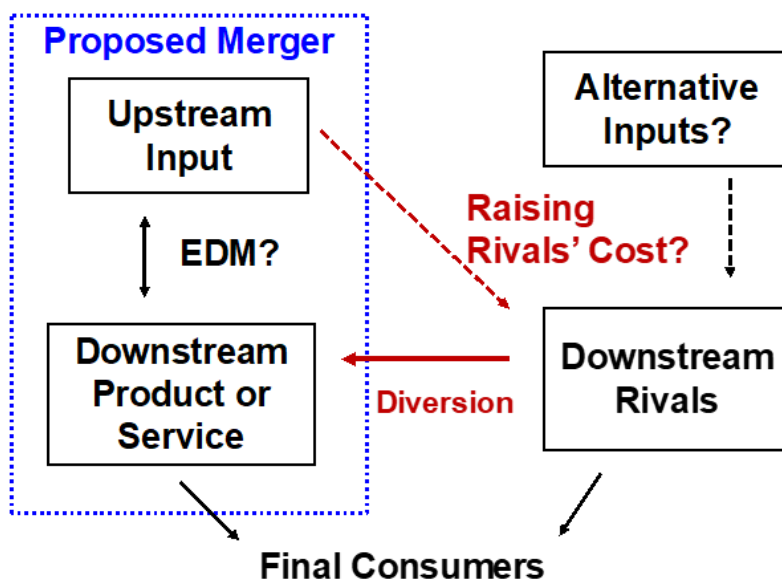 Proposed Merger
Upstream
Input
Alternative
Inputs?
EDM?
Raising
Rivals’ Cost?
Downstream
Product or
Service
Diversion
Downstream
Rivals
Final Consumers